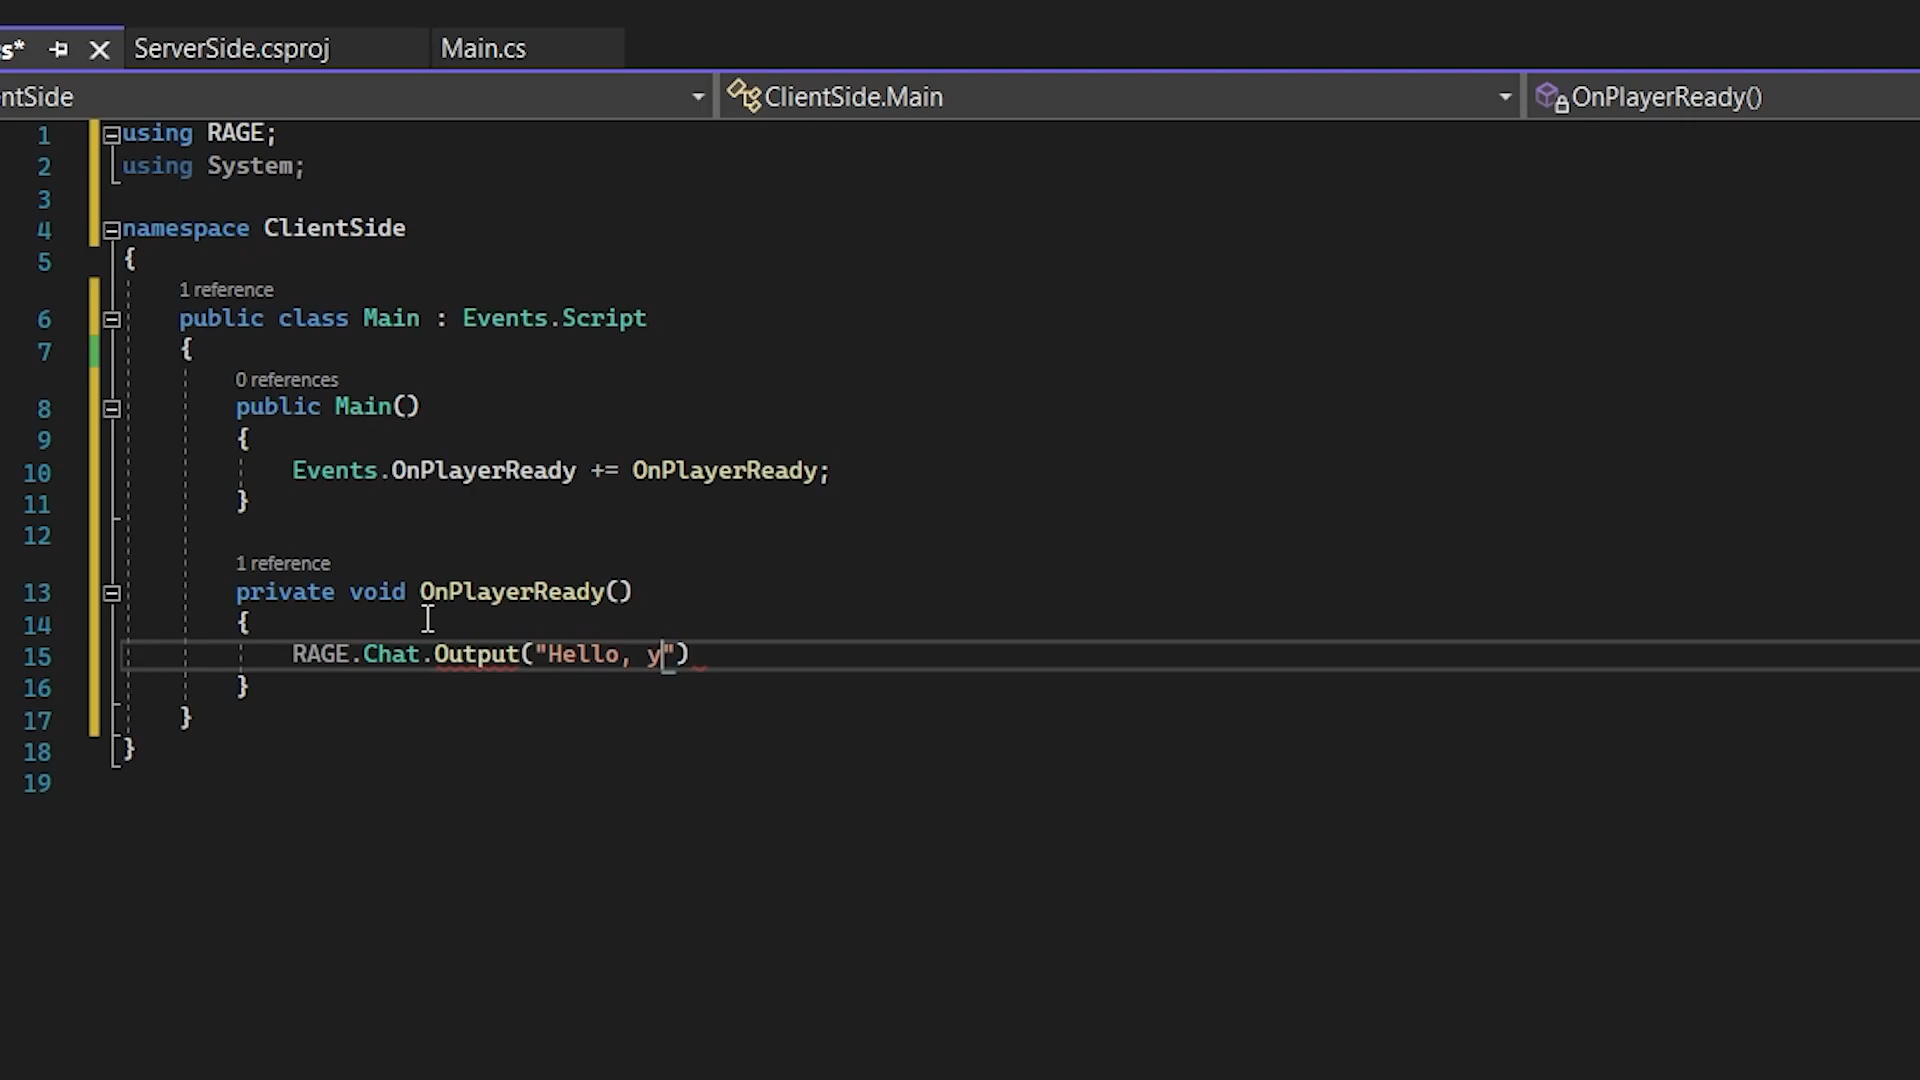 s* ServerSide.csproj Main.cs
ntSide ClientSide.Main OnPlayerReady()
1 using RAGE;
2 using System;
3
4 namespace ClientSide
5 {
1 reference
6 public class Main : Events.Script
7 {
0 references
8 public Main()
9 {
10 Events.OnPlayerReady += OnPlayerReady;
11 }
12
1 reference
13 private void OnPlayerReady()
14 {
15 RAGE.Chat.Output("Hello, y")
16 }
17 }
18 }
19